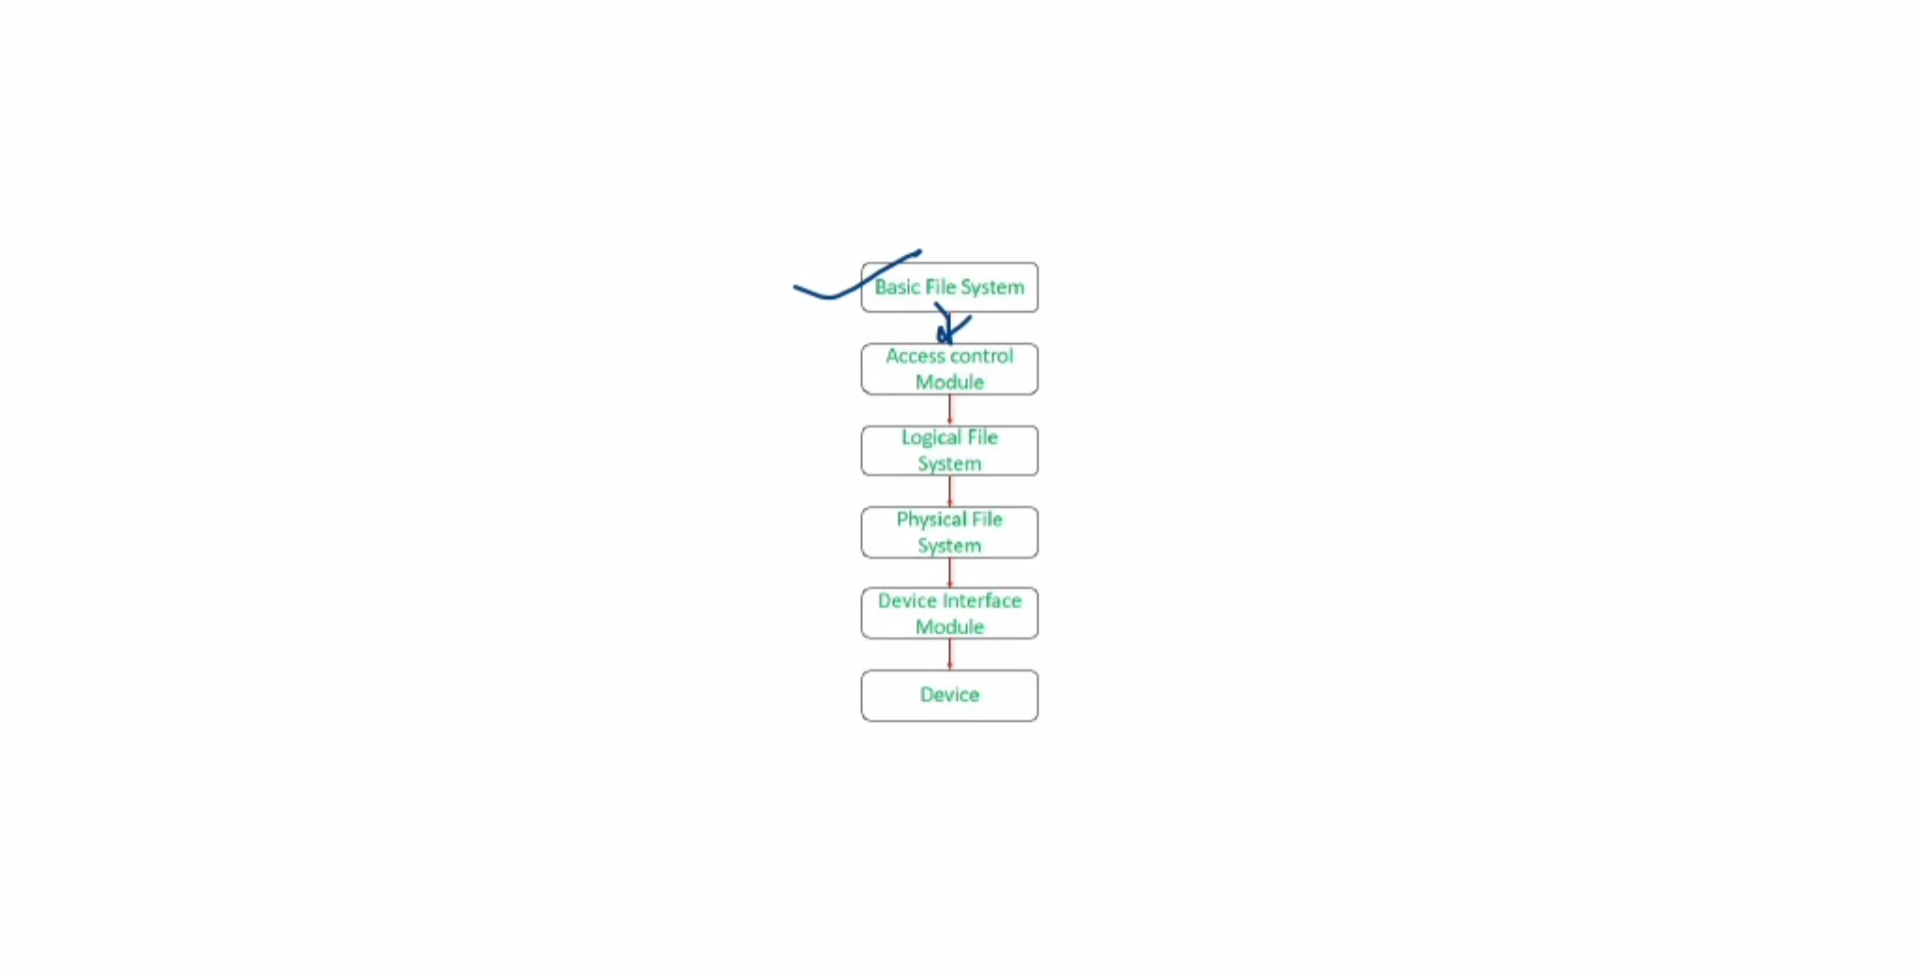 Basic File System
Access control
Module
Logical File
System
Physical File
System
Device Interface
Module
Device